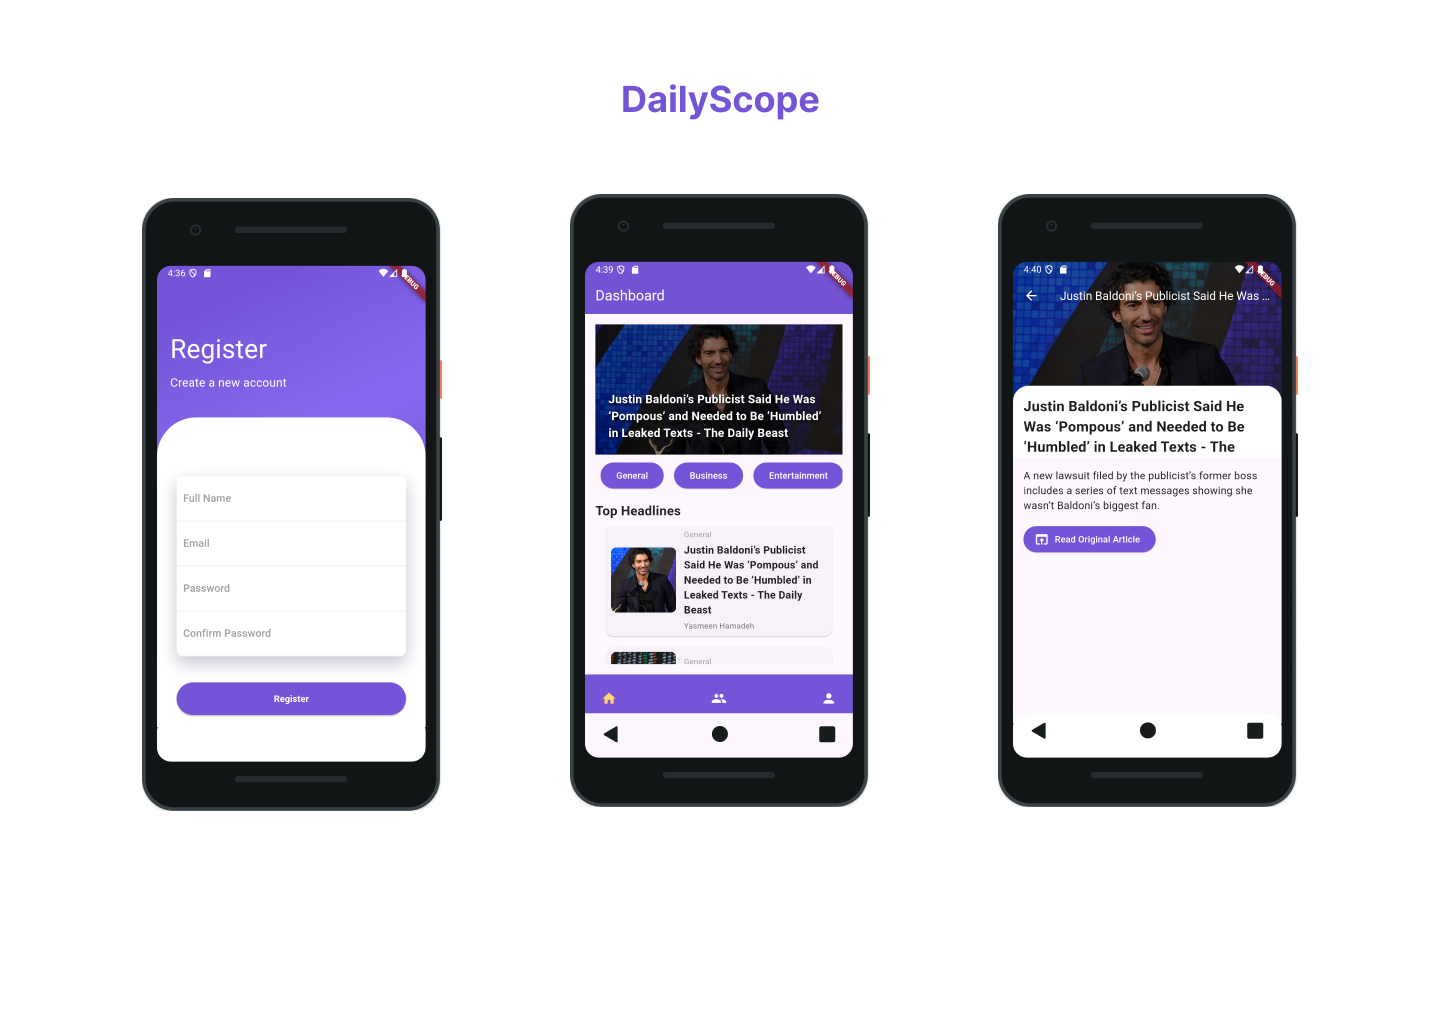 DailyScope
4:36
DEBUG
Register
Create a new account
Full Name
Email
Password
Confirm Password
Register
4:39
DEBUG
Dashboard
Justin Baldoni’s Publicist Said He Was
‘Pompous’ and Needed to Be ‘Humbled’
in Leaked Texts - The Daily Beast
General
Business
Entertainment
Top Headlines
General
Justin Baldoni’s Publicist
Said He Was ‘Pompous’ and
Needed to Be ‘Humbled’ in
Leaked Texts - The Daily
Beast
Yasmeen Hamadeh
General
4:40
DEBUG
Justin Baldoni’s Publicist Said He Was ...
Justin Baldoni’s Publicist Said He
Was ‘Pompous’ and Needed to Be
‘Humbled’ in Leaked Texts - The
A new lawsuit filed by the publicist’s former boss
includes a series of text messages showing she
wasn’t Baldoni’s biggest fan.
Read Original Article